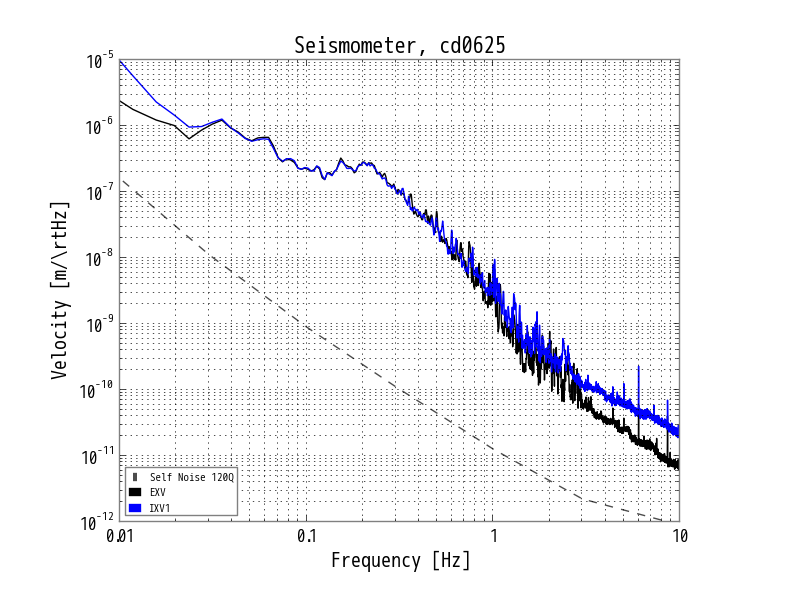 Seismometer, cd0625
Velocity [m/\rtHz]
10^-5
10^-6
10^-7
10^-8
10^-9
10^-10
10^-11
10^-12
Self Noise 120Q
EXV
IXV1
0.01 0.1 1 10
Frequency [Hz]